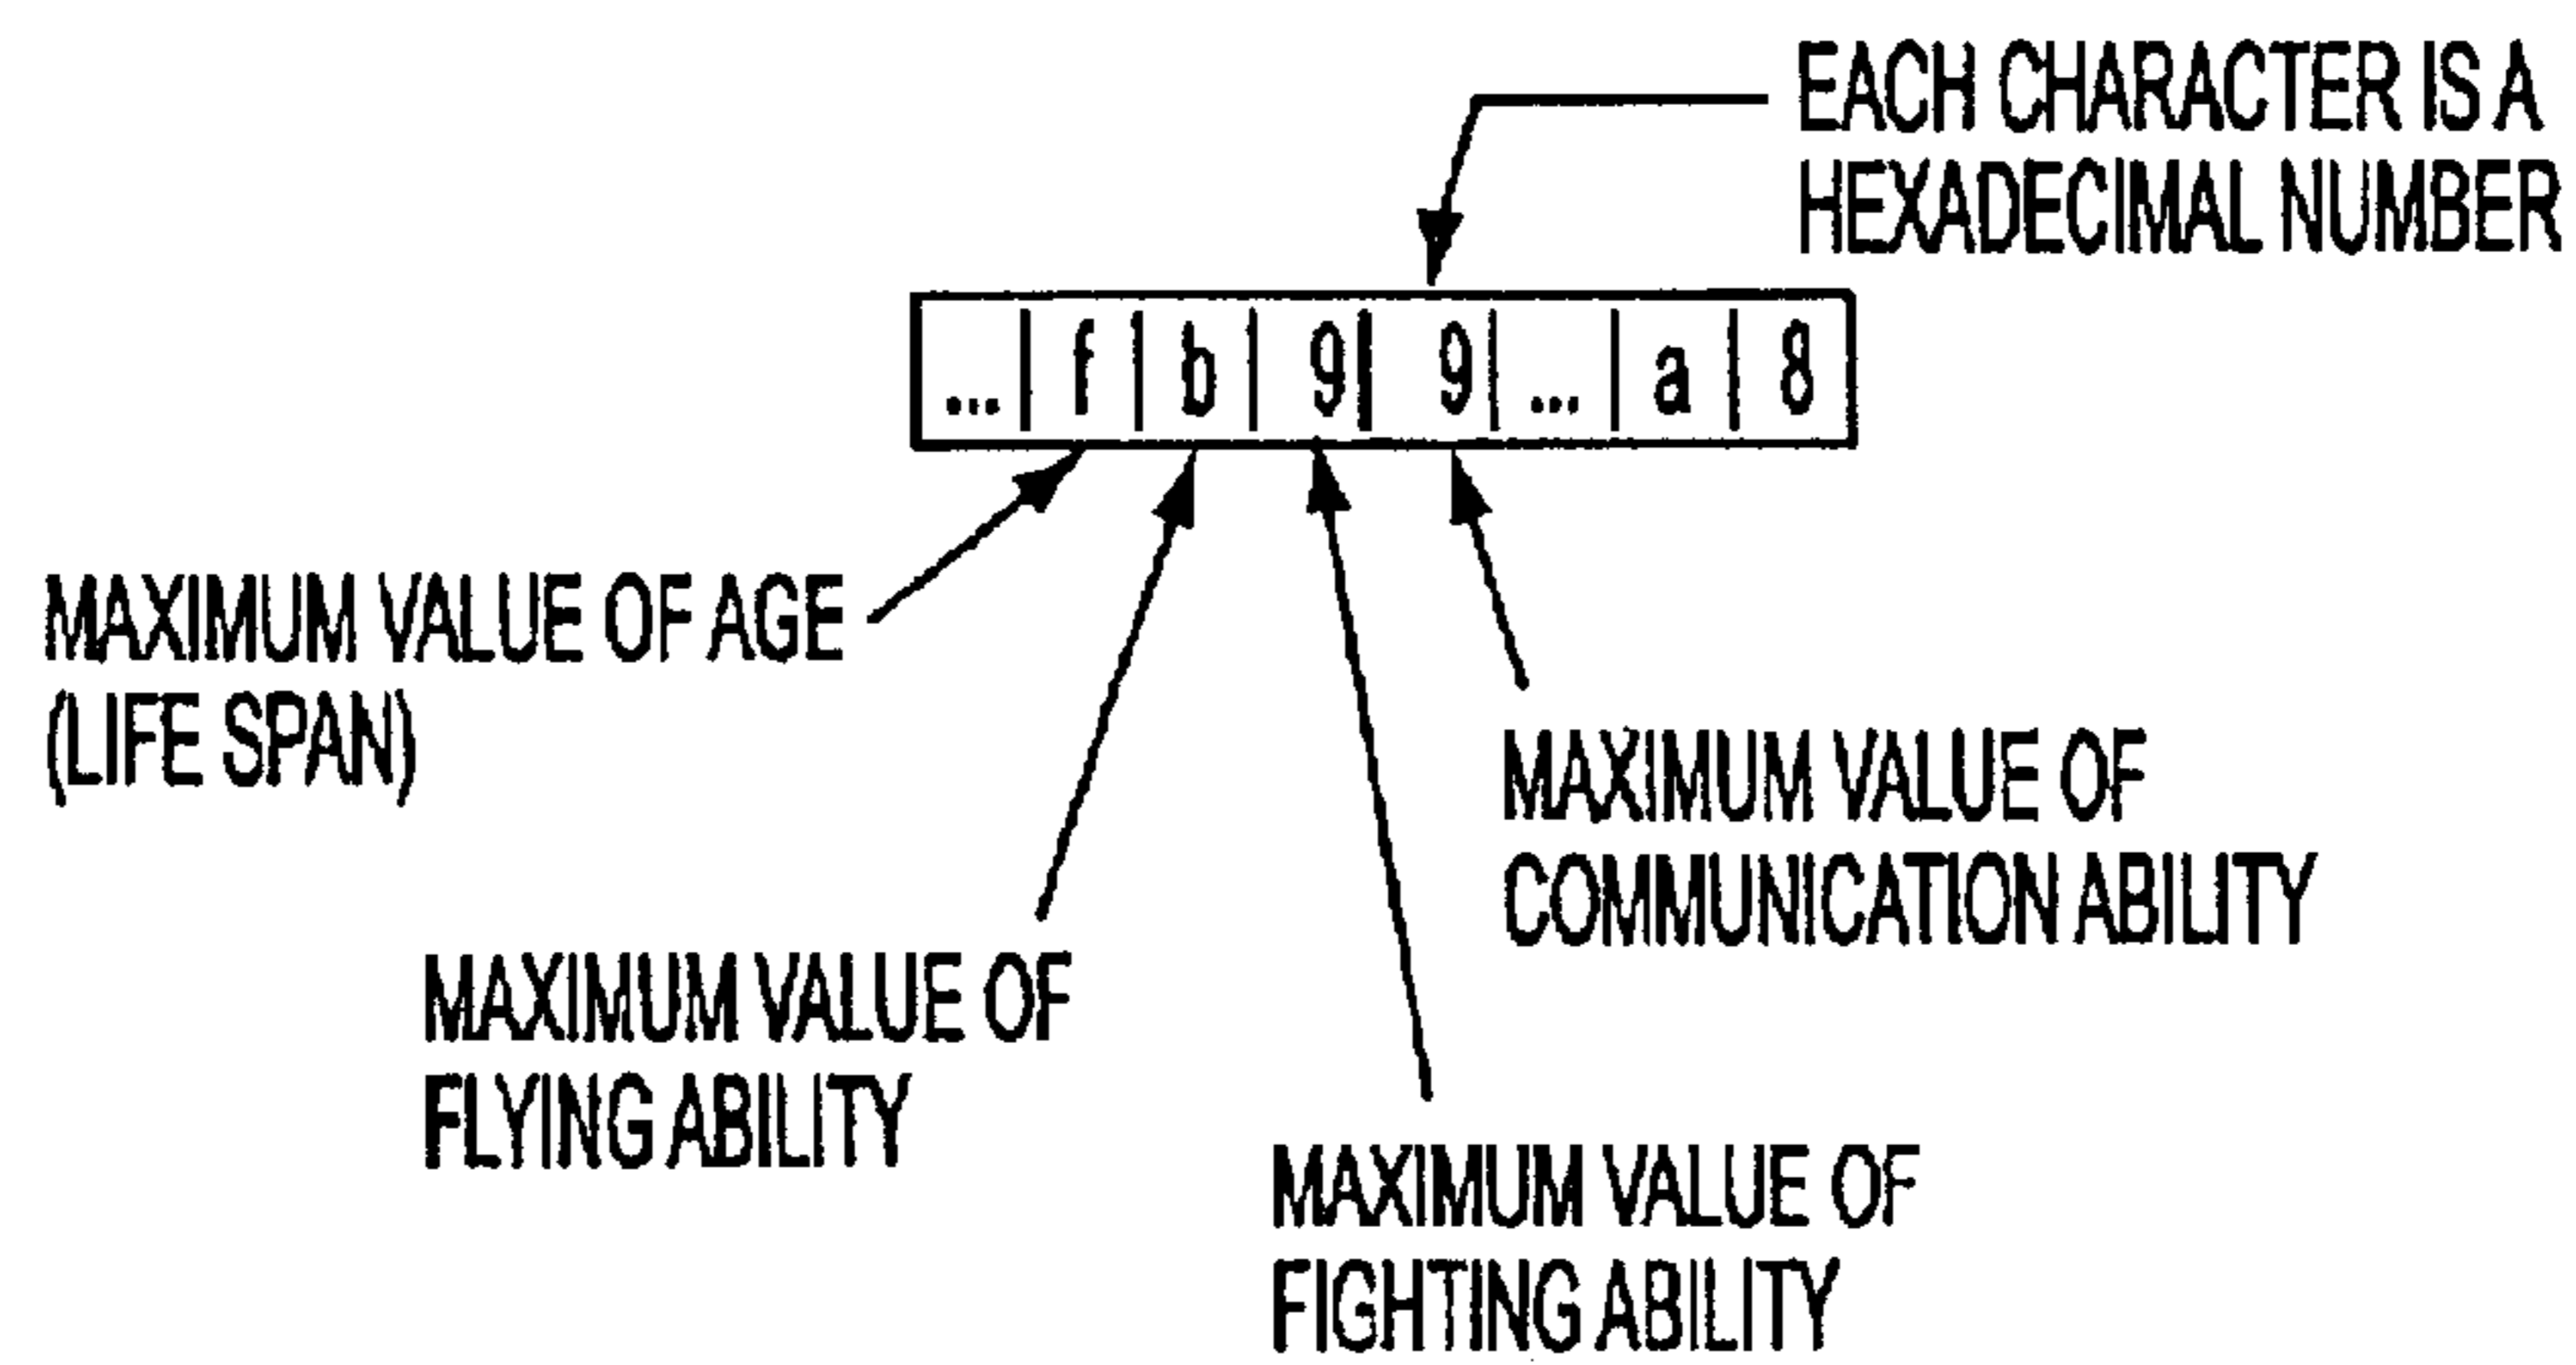 EACH CHARACTER IS A
HEXADECIMAL NUMBER
... | f | b | 9 | 9 | ... | a | 8
MAXIMUM VALUE OF AGE
(LIFE SPAN)
MAXIMUM VALUE OF
COMMUNICATION ABILITY
MAXIMUM VALUE OF
FLYING ABILITY
MAXIMUM VALUE OF
FIGHTING ABILITY